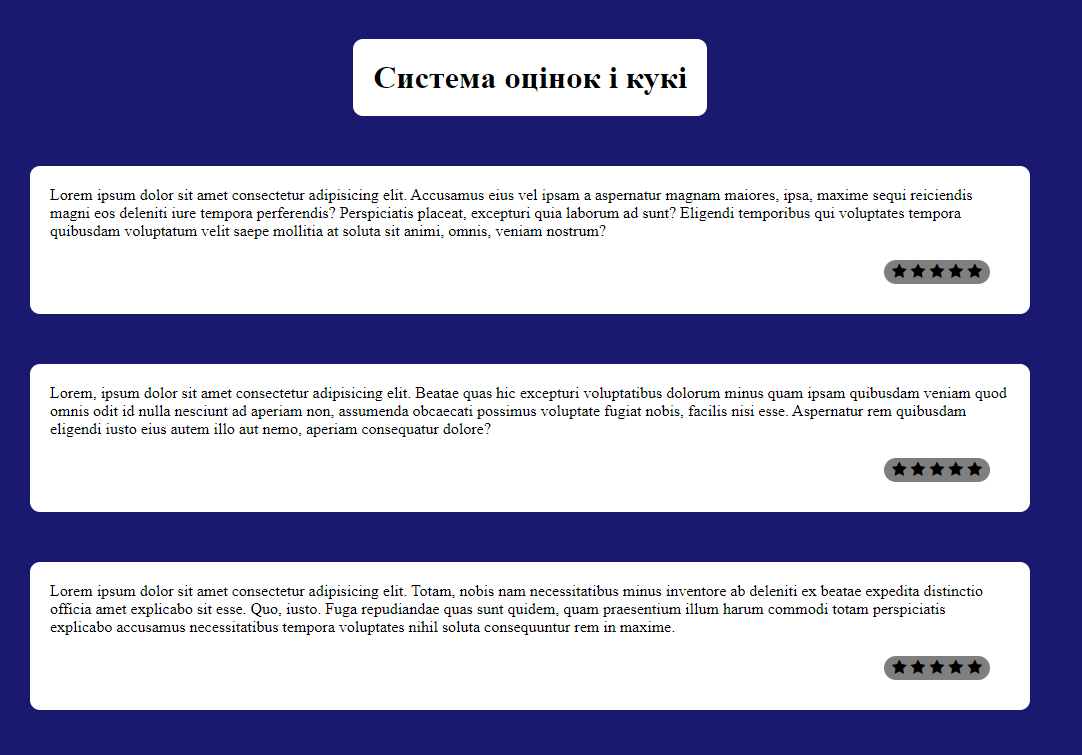 Система оцінок і кукі
Lorem ipsum dolor sit amet consectetur adipisicing elit. Accusamus eius vel ipsam a aspernatur magnam maiores, ipsa, maxime sequi reiciendis
magni eos deleniti iure tempora perferendis? Perspiciatis placeat, excepturi quia laborum ad sunt? Eligendi temporibus qui voluptates tempora
quibusdam voluptatum velit saepe mollitia at soluta sit animi, omnis, veniam nostrum?
Lorem, ipsum dolor sit amet consectetur adipisicing elit. Beatae quas hic excepturi voluptatibus dolorum minus quam ipsam quibusdam veniam quod
omnis odit id nulla nesciunt ad aperiam non, assumenda obcaecati possimus voluptate fugiat nobis, facilis nisi esse. Aspernatur rem quibusdam
eligendi iusto eius autem illo aut nemo, aperiam consequatur dolore?
Lorem ipsum dolor sit amet consectetur adipisicing elit. Totam, nobis nam necessitatibus minus inventore ab deleniti ex beatae expedita distinctio
officia amet explicabo sit esse. Quo, iusto. Fuga repudiandae quas sunt quidem, quam praesentium illum harum commodi totam perspiciatis
explicabo accusamus necessitatibus tempora voluptates nihil soluta consequuntur rem in maxime.